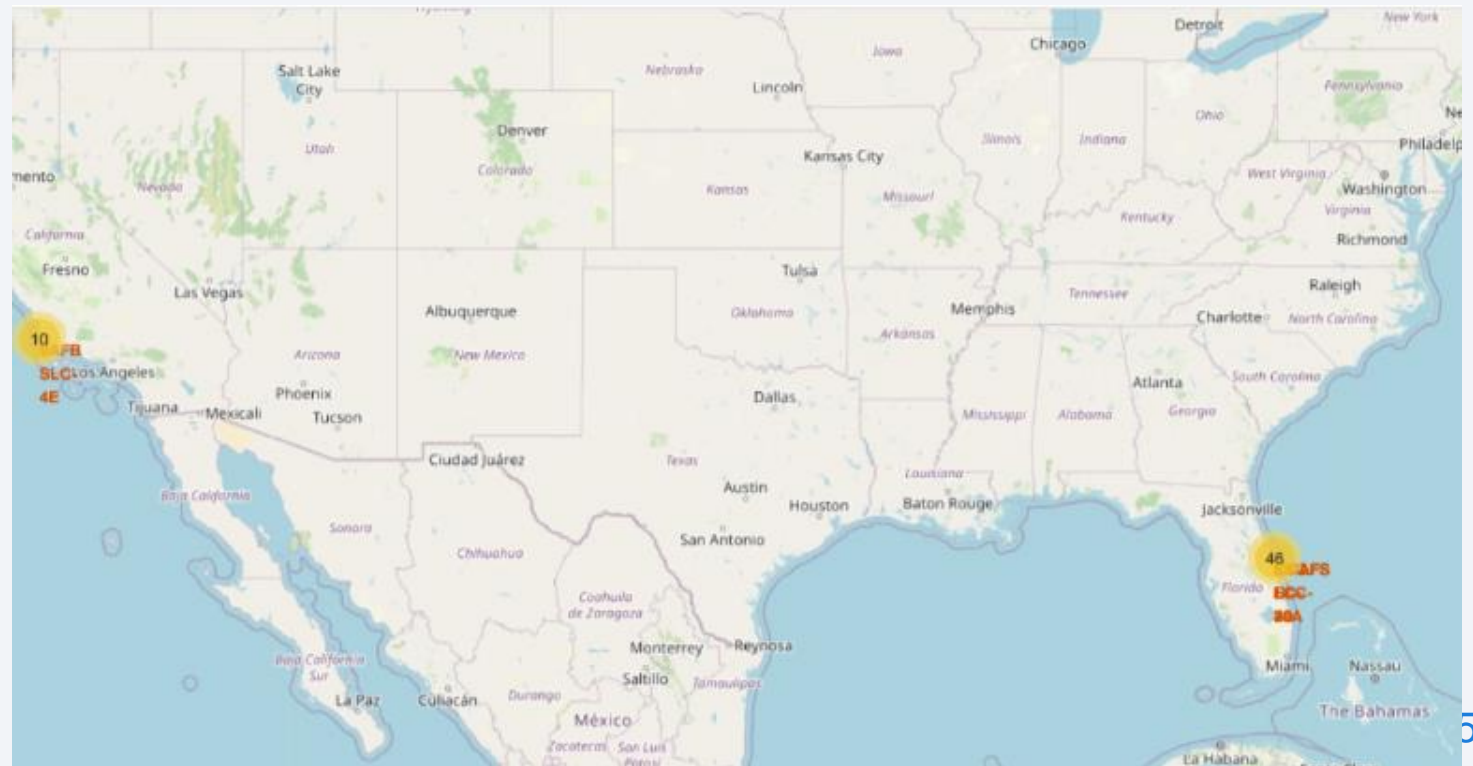 Detroit
New York
Chicago
Iowa
Salt Lake
City
Nebraska
Lincoln
Pennsylvania
Denver
Ohio
Utah
Illinois
Indiana
Philadelp
Kansas City
Colorado
mento
Nevada
Kansas
Missouri
West Virginia
Washington
Virginia
Kentucky
California
Richmond
Fresno
Tulsa
Las Vegas
Raleigh
Tennessee
Albuquerque
Oklahoma
Memphis
Charlotte
North Carolina
Arkansas
10
Arizona
New Mexico
SLC-
Los Angeles
4E
Phoenix
Dallas
Atlanta
South Carolina
Tijuana
Mexicali
Tucson
Mississippi
Alabama
Georgia
Ciudad Juárez
Texas
Louisiana
Baja California
Austin
Houston
Baton Rouge
Jacksonville
Sonora
San Antonio
Chihuahua
46
Florida
Coahuila
de Zaragoza
Monterrey
Reynosa
Baja California
Sur
Saltillo
Tamaulipas
Miami
Nassau
La Paz
Culiacán
Durango
México
The Bahamas
5
Zacatecas
San Luis
Potosí
La Habana